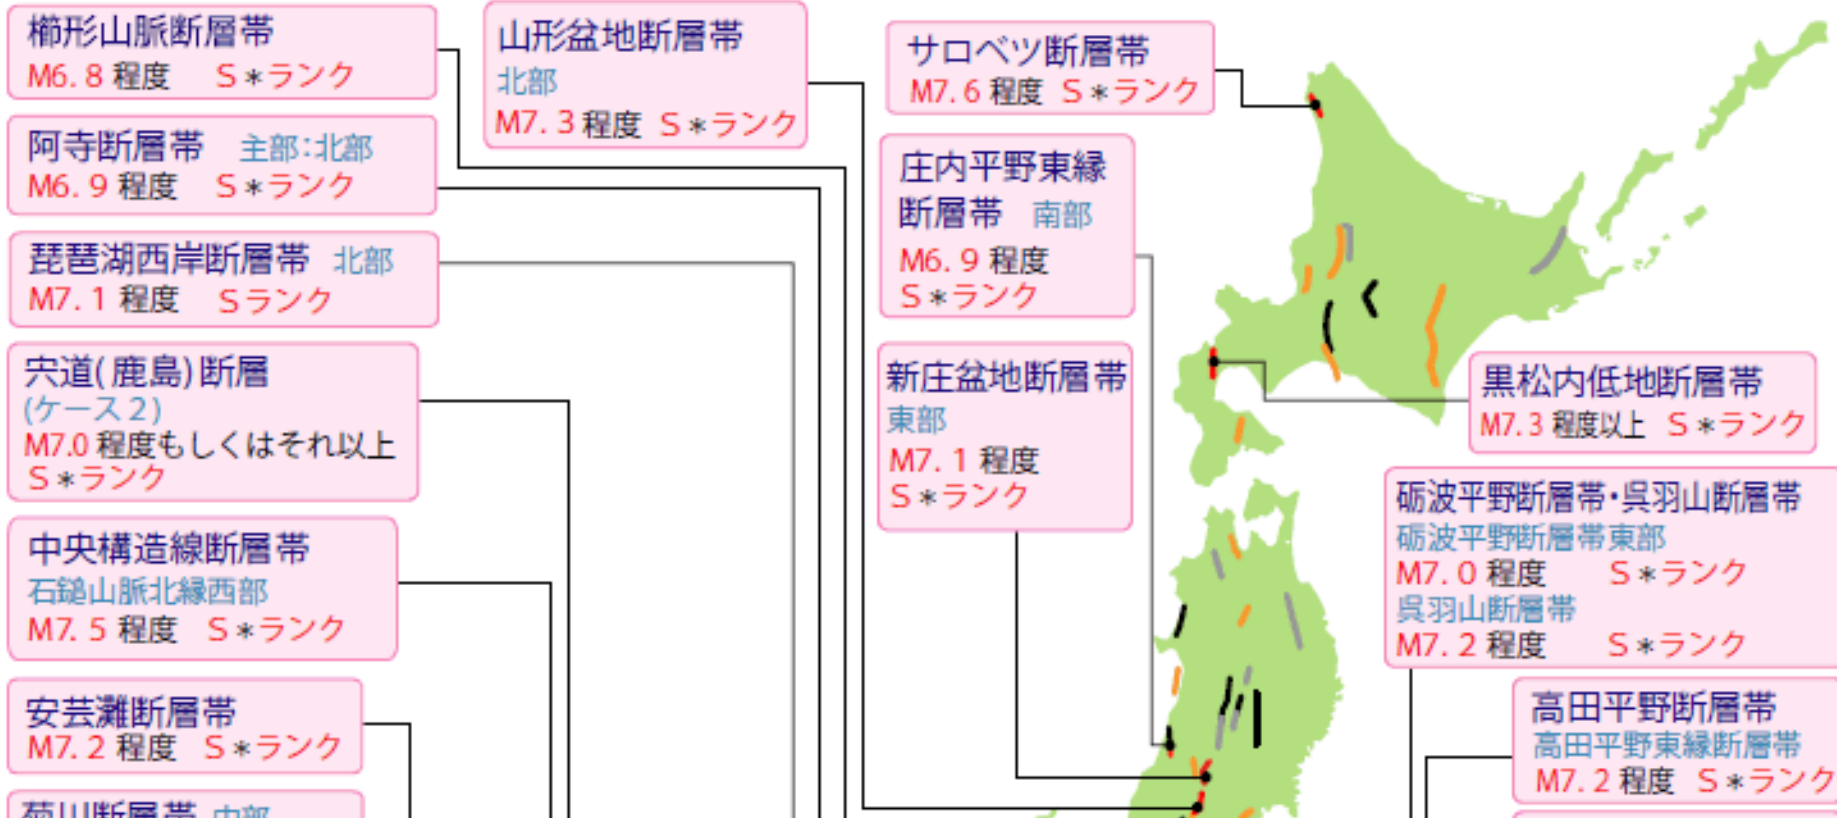 櫛形山脈断層帯
M6. 8 程度 S＊ランク
阿寺断層帯 主部：北部
M6. 9 程度 S＊ランク
琵琶湖西岸断層帯 北部
M7. 1 程度 Sランク
宍道(鹿島)断層
(ケース2)
M7.0 程度もしくはそれ以上
S＊ランク
中央構造線断層帯
石鎚山脈北縁西部
M7. 5 程度 S＊ランク
安芸灘断層帯
M7. 2 程度 S＊ランク
菊川断層帯 中部
山形盆地断層帯
北部
M7. 3 程度 S＊ランク
サロベツ断層帯
M7. 6 程度 S＊ランク
庄内平野東縁
断層帯 南部
M6. 9 程度
S＊ランク
新庄盆地断層帯
東部
M7. 1 程度
S＊ランク
黒松内低地断層帯
M7. 3 程度以上 S＊ランク
砺波平野断層帯・呉羽山断層帯
砺波平野断層帯東部
M7. 0 程度 S＊ランク
呉羽山断層帯
M7. 2 程度 S＊ランク
高田平野断層帯
高田平野東縁断層帯
M7. 2 程度 S＊ランク